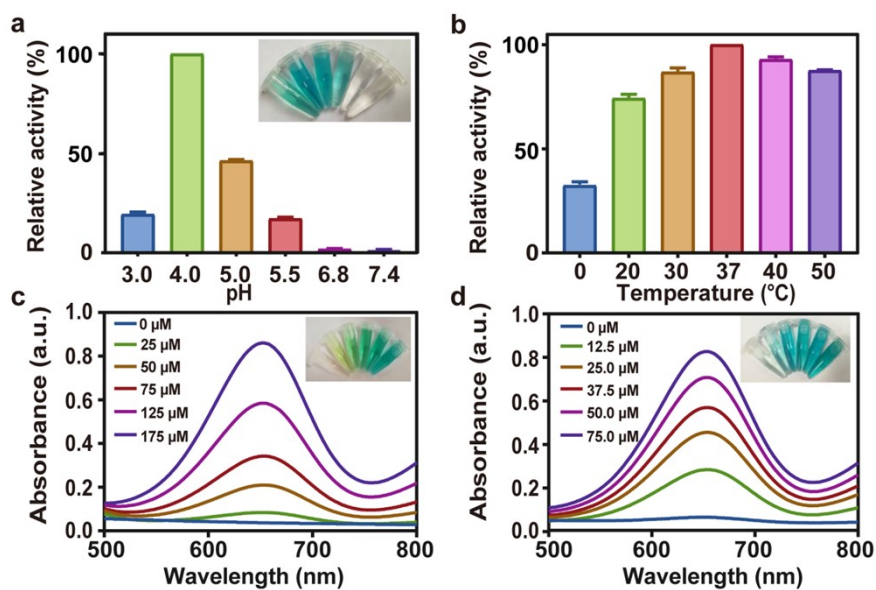 a
Relative activity (%)
100
50
0
3.0 4.0 5.0 5.5 6.8 7.4
pH
b
Relative activity (%)
100
50
0
0 20 30 37 40 50
Temperature (°C)
c
Absorbance (a.u.)
1.0
0.8
0.6
0.4
0.2
0.0
0 µM
25 µM
50 µM
75 µM
125 µM
175 µM
500 600 700 800
Wavelength (nm)
d
Absorbance (a.u.)
1.0
0.8
0.6
0.4
0.2
0.0
0 µM
12.5 µM
25.0 µM
37.5 µM
50.0 µM
75.0 µM
500 600 700 800
Wavelength (nm)